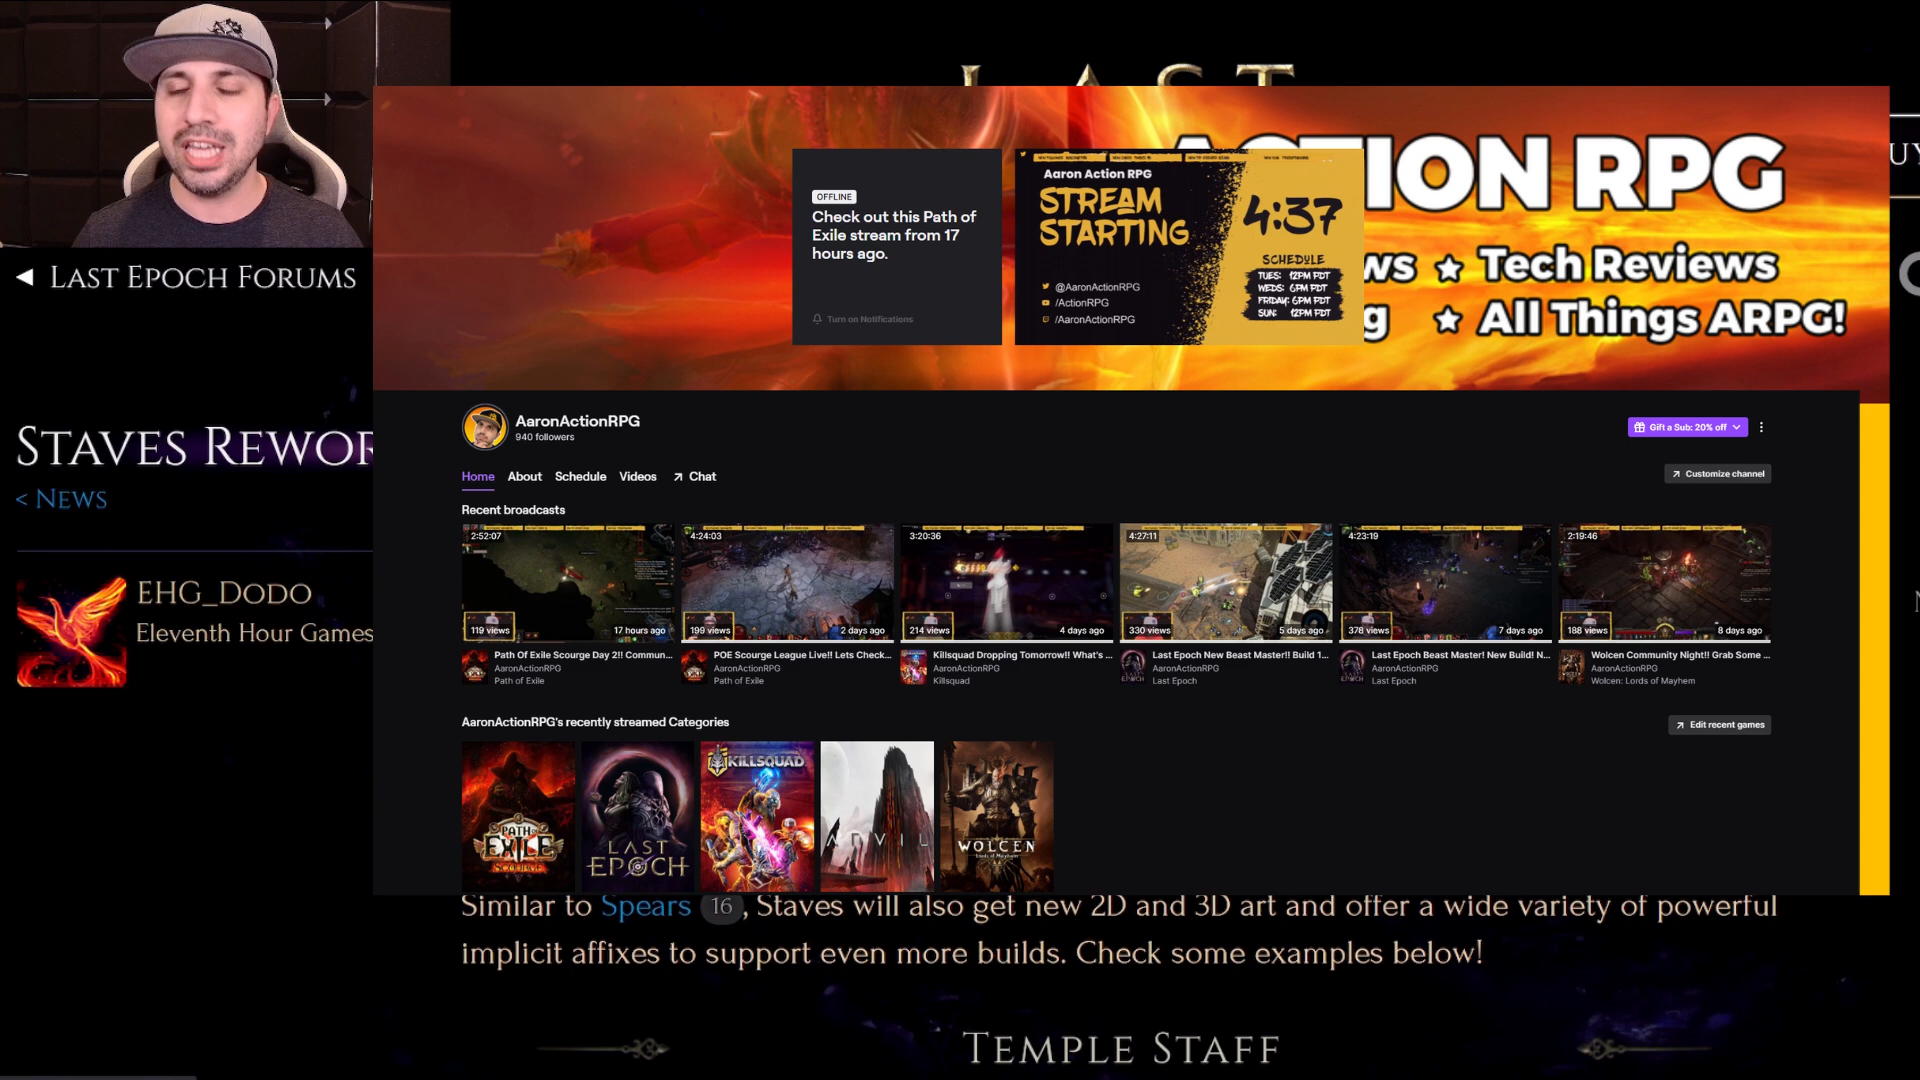 LAST
ACTION RPG
Tech Reviews
All Things ARPG!
OFFLINE
Check out this Path of
Exile stream from 17
hours ago.
Turn on Notifications
Aaron Action RPG
STREAM
STARTING
4:37
@AaronActionRPG
/ActionRPG
/AaronActionRPG
SCHEDULE
TUES: 12PM PDT
WEDS: 6PM PDT
FRIDAY: 6PM PDT
SUN: 12PM PDT
LAST EPOCH FORUMS
STAVES REWOR
< NEWS
EHG_DODO
Eleventh Hour Games
AaronActionRPG
940 followers
Gift a Sub: 20% off
Home About Schedule Videos Chat
Customize channel
Recent broadcasts
2:52:07
119 views
17 hours ago
Path Of Exile Scourge Day 2!! Commun...
AaronActionRPG
Path of Exile
4:24:03
199 views
2 days ago
POE Scourge League Live!! Lets Check...
AaronActionRPG
Path of Exile
3:20:36
214 views
4 days ago
Killsquad Dropping Tomorrow!! What's ...
AaronActionRPG
Killsquad
4:27:11
330 views
5 days ago
Last Epoch New Beast Master!! Build 1...
AaronActionRPG
Last Epoch
4:23:19
378 views
7 days ago
Last Epoch Beast Master! New Build! N...
AaronActionRPG
Last Epoch
2:19:46
188 views
8 days ago
Wolcen Community Night!! Grab Some ...
AaronActionRPG
Wolcen: Lords of Mayhem
AaronActionRPG's recently streamed Categories
Edit recent games
PATH OF
EXILE
SCOURGE
LAST
EPOCH
KILLSQUAD
ANVIL
WOLCEN
Lords of Mayhem
Similar to Spears 16 , Staves will also get new 2D and 3D art and offer a wide variety of powerful
implicit affixes to support even more builds. Check some examples below!
TEMPLE STAFF